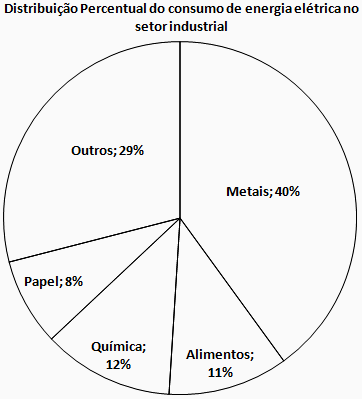 Distribuição Percentual do consumo de energia elétrica no
setor industrial
Outros; 29%
Metais; 40%
Papel; 8%
Química;
12%
Alimentos;
11%